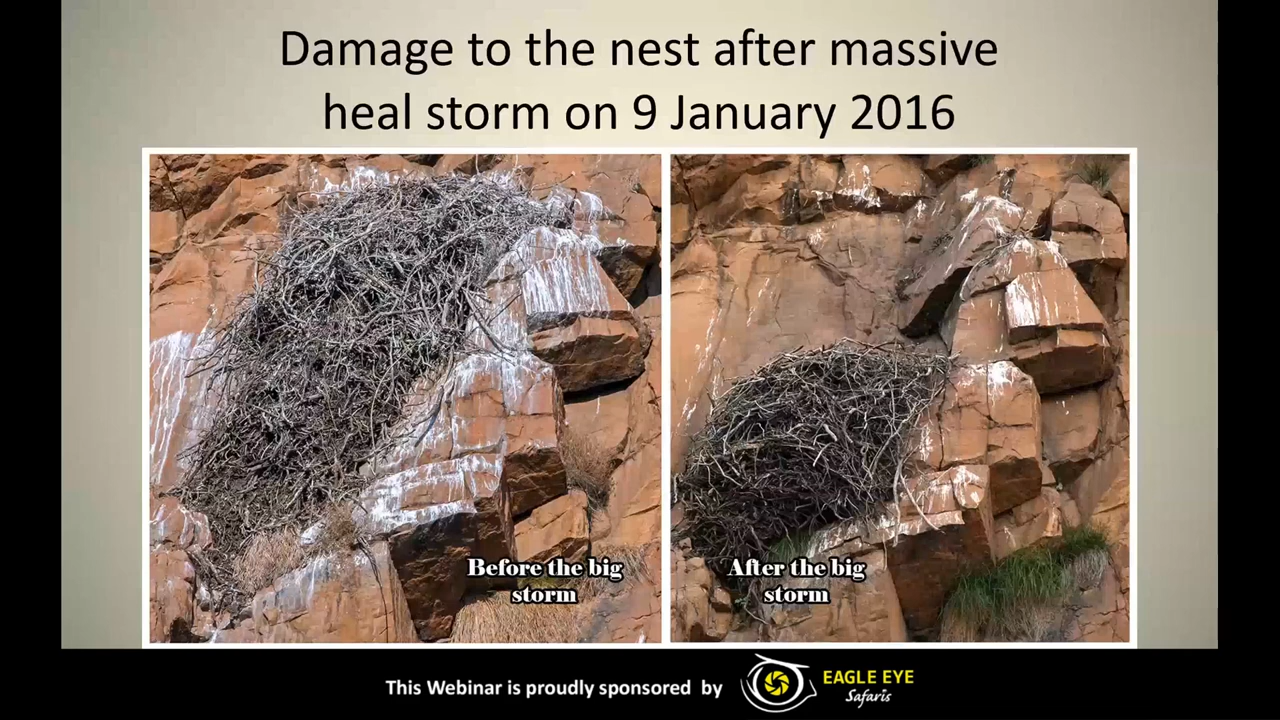 Damage to the nest after massive
heal storm on 9 January 2016
Before the big
storm
After the big
storm
This Webinar is proudly sponsored by
EAGLE EYE
Safaris